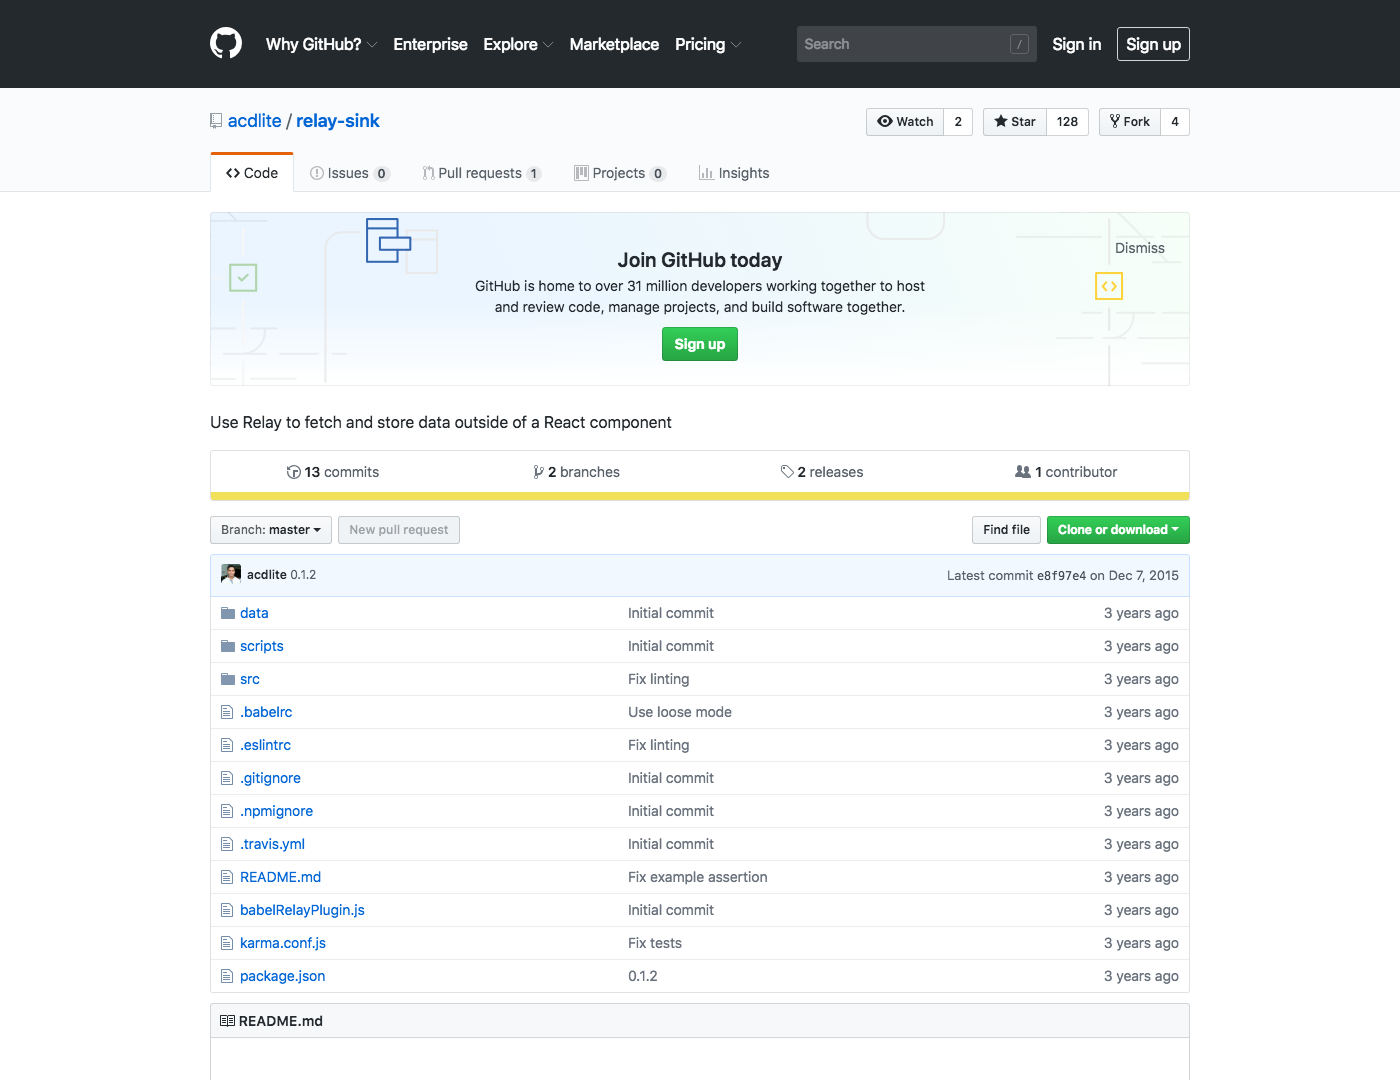 Why GitHub? Enterprise Explore Marketplace Pricing Search / Sign in Sign up
acdlite / relay-sink Watch 2 Star 128 Fork 4
Code Issues 0 Pull requests 1 Projects 0 Insights
Dismiss
Join GitHub today
GitHub is home to over 31 million developers working together to host
and review code, manage projects, and build software together.
Sign up
Use Relay to fetch and store data outside of a React component
13 commits 2 branches 2 releases 1 contributor
Branch: master New pull request Find file Clone or download
acdlite 0.1.2 Latest commit e8f97e4 on Dec 7, 2015
data Initial commit 3 years ago
scripts Initial commit 3 years ago
src Fix linting 3 years ago
.babelrc Use loose mode 3 years ago
.eslintrc Fix linting 3 years ago
.gitignore Initial commit 3 years ago
.npmignore Initial commit 3 years ago
.travis.yml Initial commit 3 years ago
README.md Fix example assertion 3 years ago
babelRelayPlugin.js Initial commit 3 years ago
karma.conf.js Fix tests 3 years ago
package.json 0.1.2 3 years ago
README.md